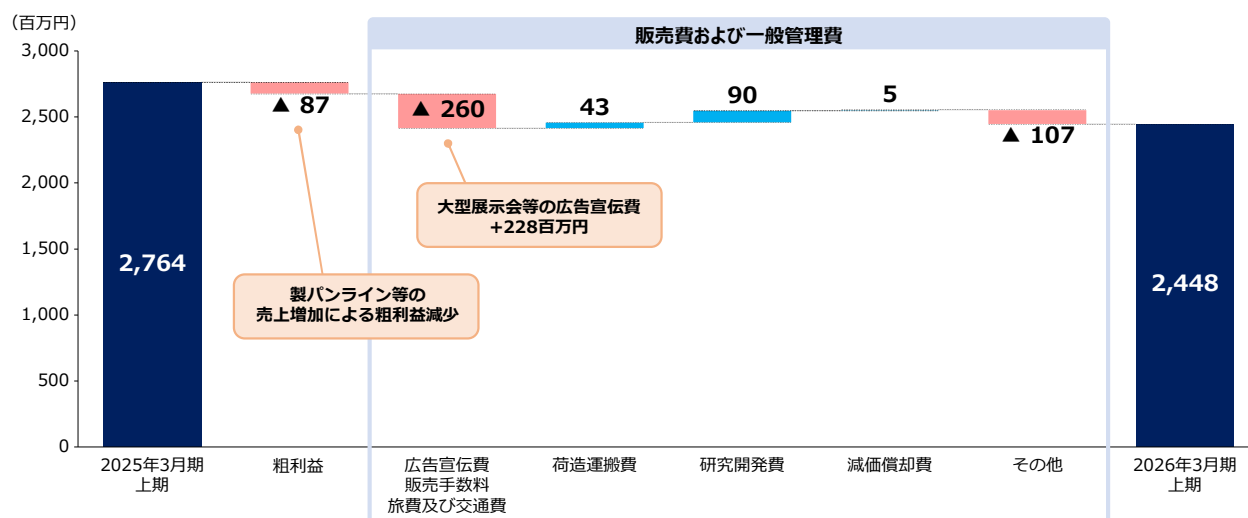 (百万円)
販売費および一般管理費
3,000
2,500
2,000
1,500
1,000
500
0
2,764
▲ 87
▲ 260
43
90
5
▲ 107
2,448
大型展示会等の広告宣伝費
+228百万円
製パンライン等の
売上増加による粗利益減少
2025年3月期
上期
粗利益
広告宣伝費
販売手数料
旅費及び交通費
荷造運搬費
研究開発費
減価償却費
その他
2026年3月期
上期